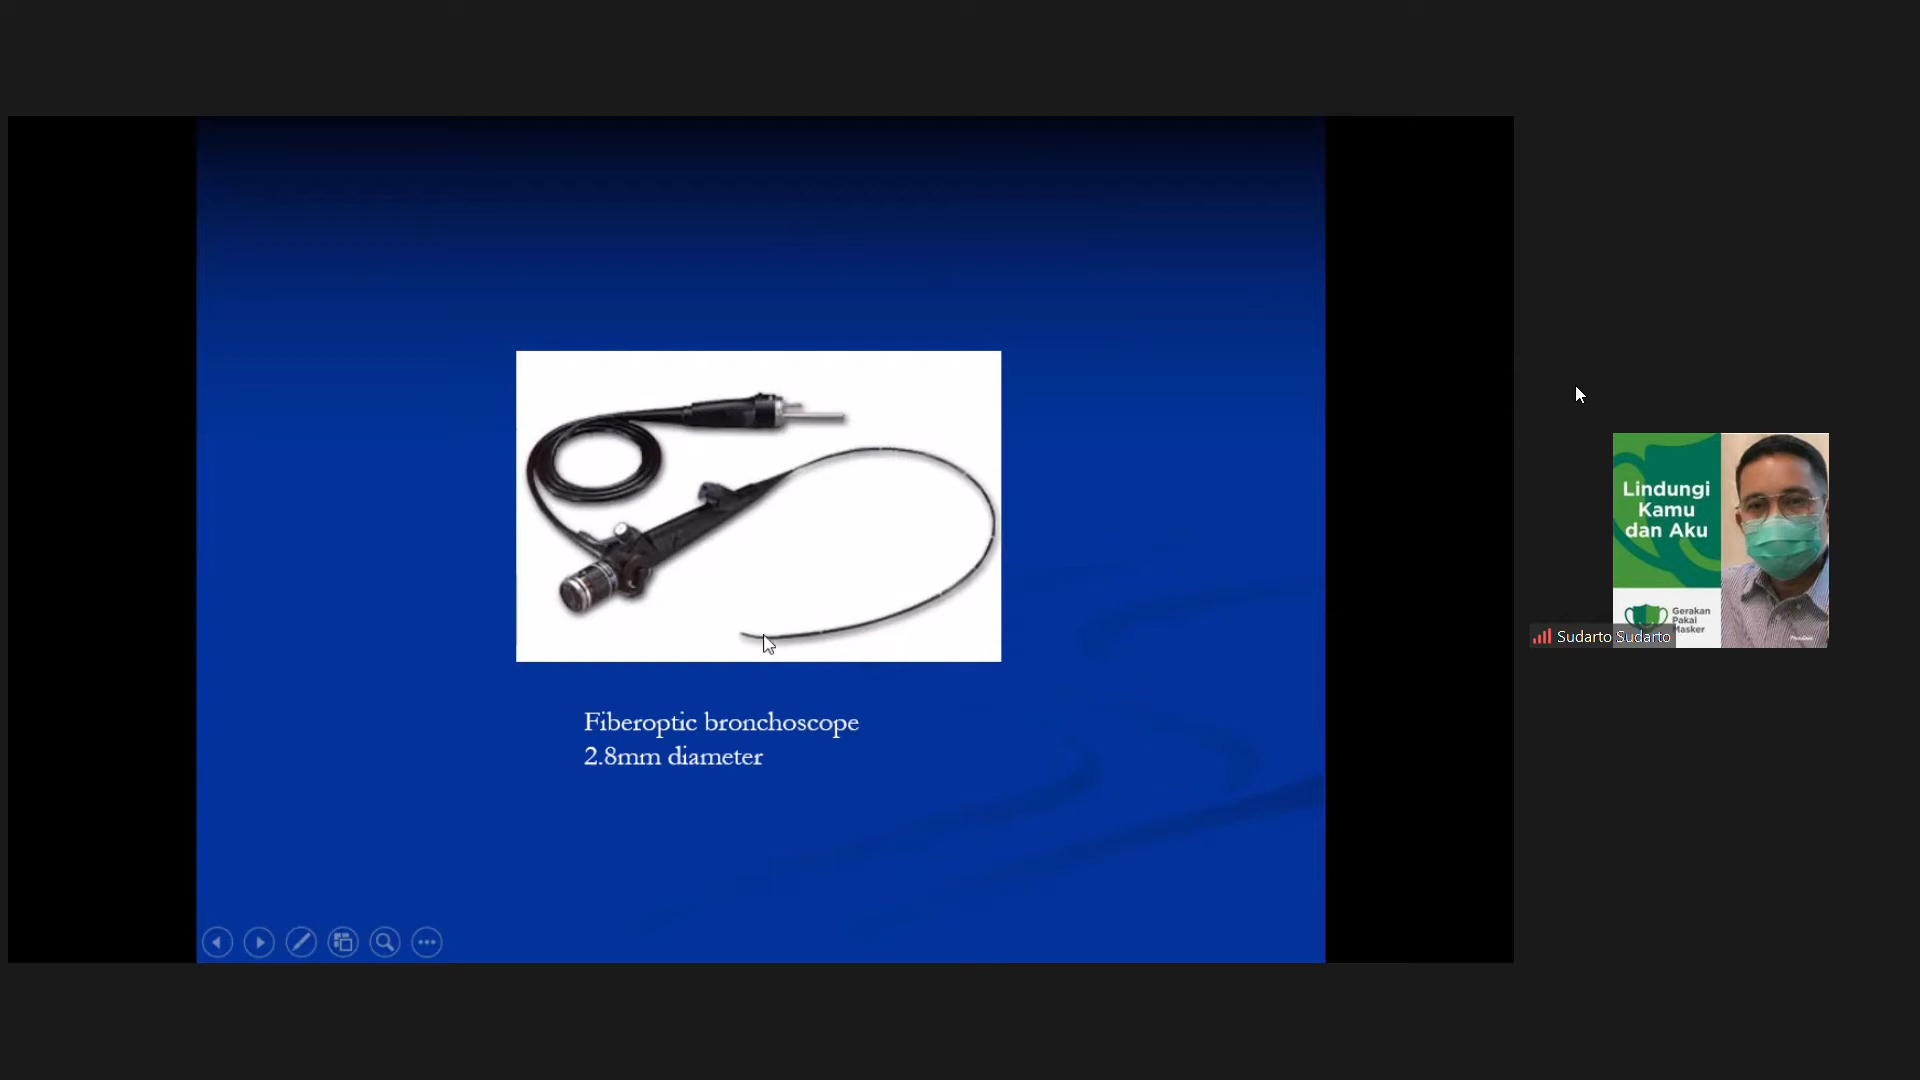 Fiberoptic bronchoscope
2.8mm diameter
Lindungi
Kamu
dan Aku
Gerakan
Pakai
Masker
Sudarto Sudarto